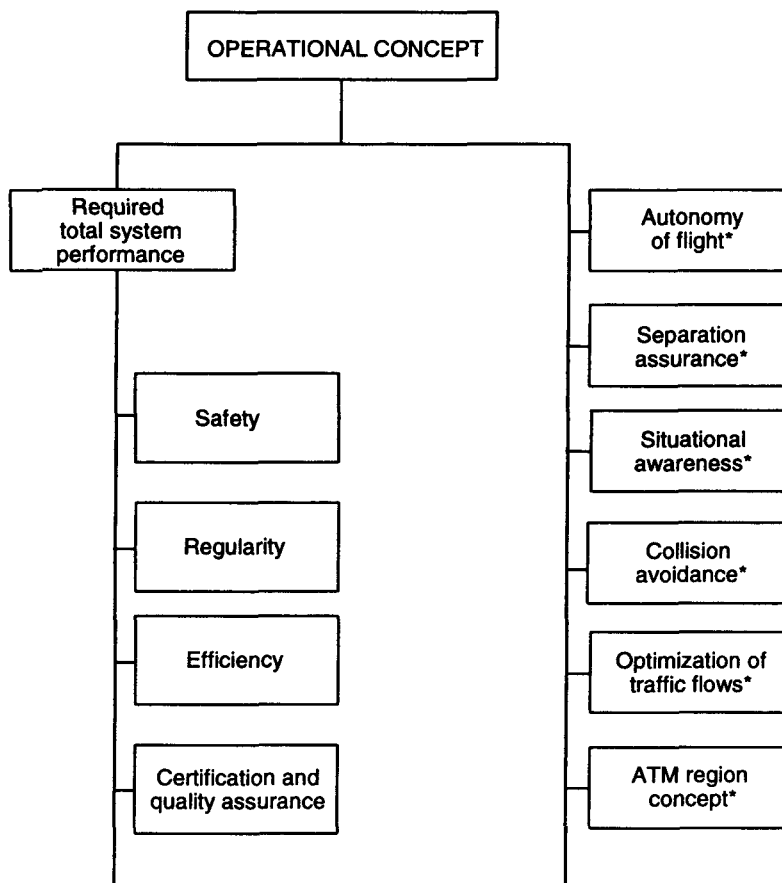 OPERATIONAL CONCEPT
Required
total system
performance
Safety
Regularity
Efficiency
Certification and
quality assurance
Autonomy
of flight*
Separation
assurance*
Situational
awareness*
Collision
avoidance*
Optimization of
traffic flows*
ATM region
concept*